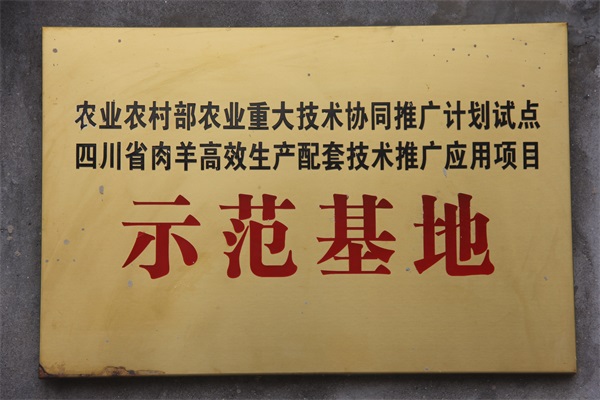 农业农村部农业重大技术协同推广计划试点
四川省肉羊高效生产配套技术推广应用项目
示范基地